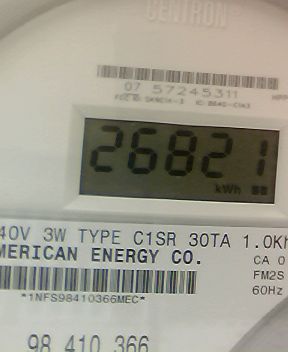 CENTRON
07 57245311
26821
kWh
40V 3W TYPE C1SR 30TA 1.0Kh
MERICAN ENERGY CO.
CA 0
FM2S
60Hz
*1NFS98410366MEC*
98 410 366